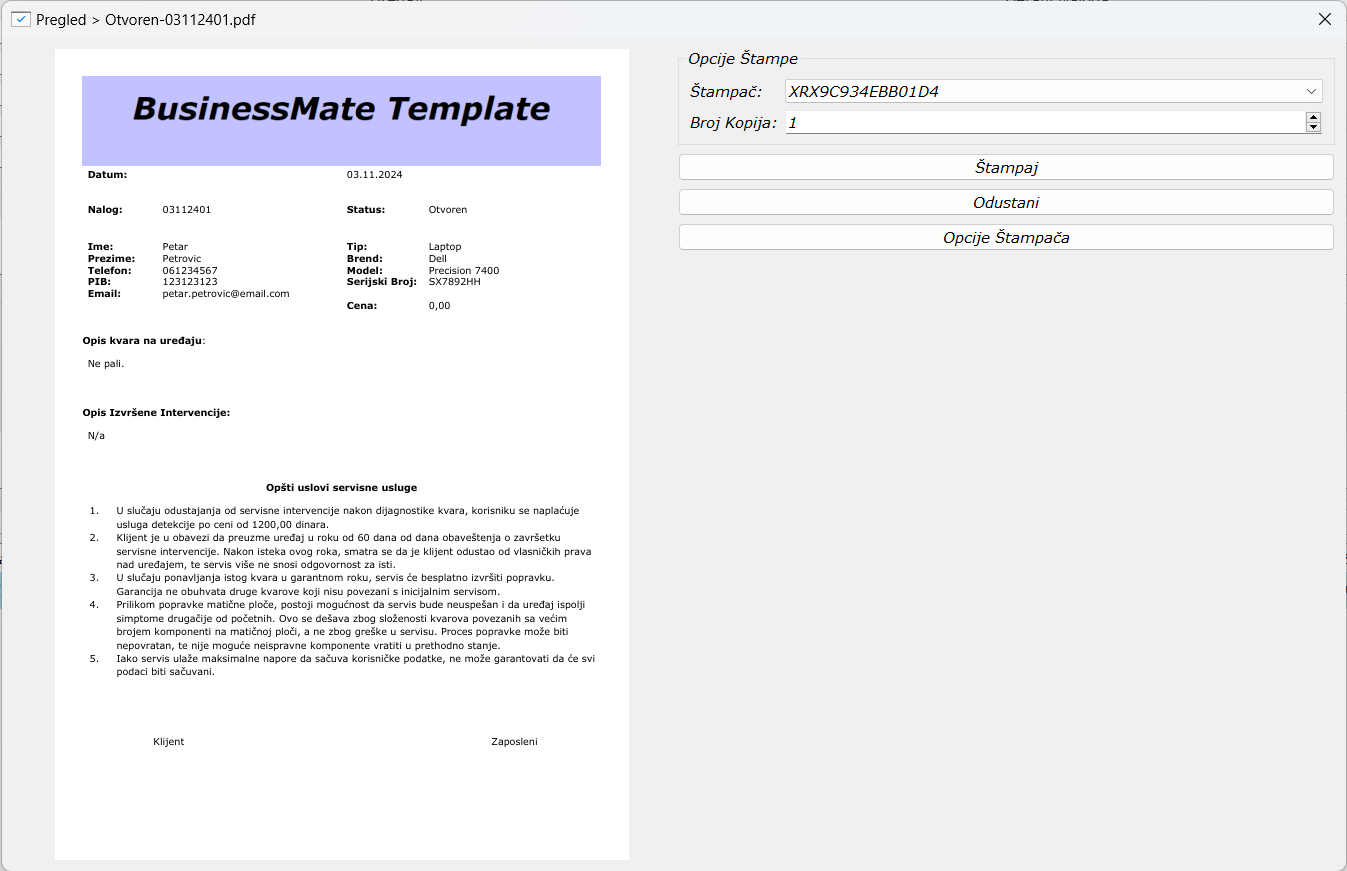 Pregled > Otvoren-03112401.pdf
BusinessMate Template
Datum: 03.11.2024
Nalog: 03112401 Status: Otvoren
Ime: Petar Tip: Laptop
Prezime: Petrovic Brend: Dell
Telefon: 061234567 Model: Precision 7400
PIB: 123123123 Serijski Broj: SX7892HH
Email: petar.petrovic@email.com
Cena: 0,00
Opis kvara na uređaju:
Ne pali.
Opis Izvršene Intervencije:
N/a
Opšti uslovi servisne usluge
1. U slučaju odustajanja od servisne intervencije nakon dijagnostike kvara, korisniku se naplaćuje
usluga detekcije po ceni od 1200,00 dinara.
2. Klijent je u obavezi da preuzme uređaj u roku od 60 dana od dana obaveštenja o završetku
servisne intervencije. Nakon isteka ovog roka, smatra se da je klijent odustao od vlasničkih prava
nad uređajem, te servis više ne snosi odgovornost za isti.
3. U slučaju ponavljanja istog kvara u garantnom roku, servis će besplatno izvršiti popravku.
Garancija ne obuhvata druge kvarove koji nisu povezani s inicijalnim servisom.
4. Prilikom popravke matične ploče, postoji mogućnost da servis bude neuspešan i da uređaj ispolji
simptome drugačije od početnih. Ovo se dešava zbog složenosti kvarova povezanih sa većim
brojem komponenti na matičnoj ploči, a ne zbog greške u servisu. Proces popravke može biti
nepovratan, te nije moguće neispravne komponente vratiti u prethodno stanje.
5. Iako servis ulaže maksimalne napore da sačuva korisničke podatke, ne može garantovati da će svi
podaci biti sačuvani.
Klijent Zaposleni
Opcije Štampe
Štampač: XRX9C934EBB01D4
Broj Kopija: 1
Štampaj
Odustani
Opcije Štampača